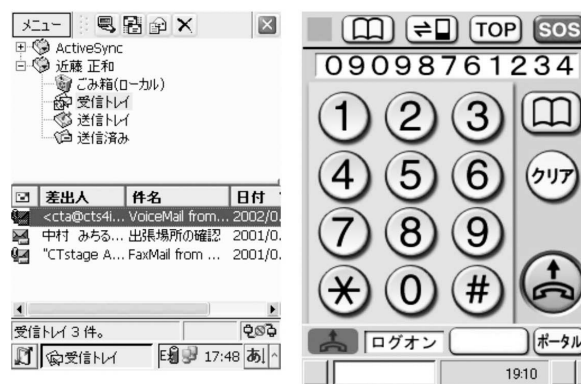 メニュー
ActiveSync
近藤 正和
ごみ箱(ローカル)
受信トレイ
送信トレイ
送信済み
差出人 件名 日付
<cta@cts4i... VoiceMail from... 2002/0.
中村 みちる... 出張場所の確認 2001/0.
"CTstage A... FaxMail from ... 2001/0.
受信トレイ 3 件。
受信トレイ 17:48 あ
TOP SOS
09098761234
1 2 3
4 5 6 クリア
7 8 9
* 0 #
ログオン ポータル
19:10